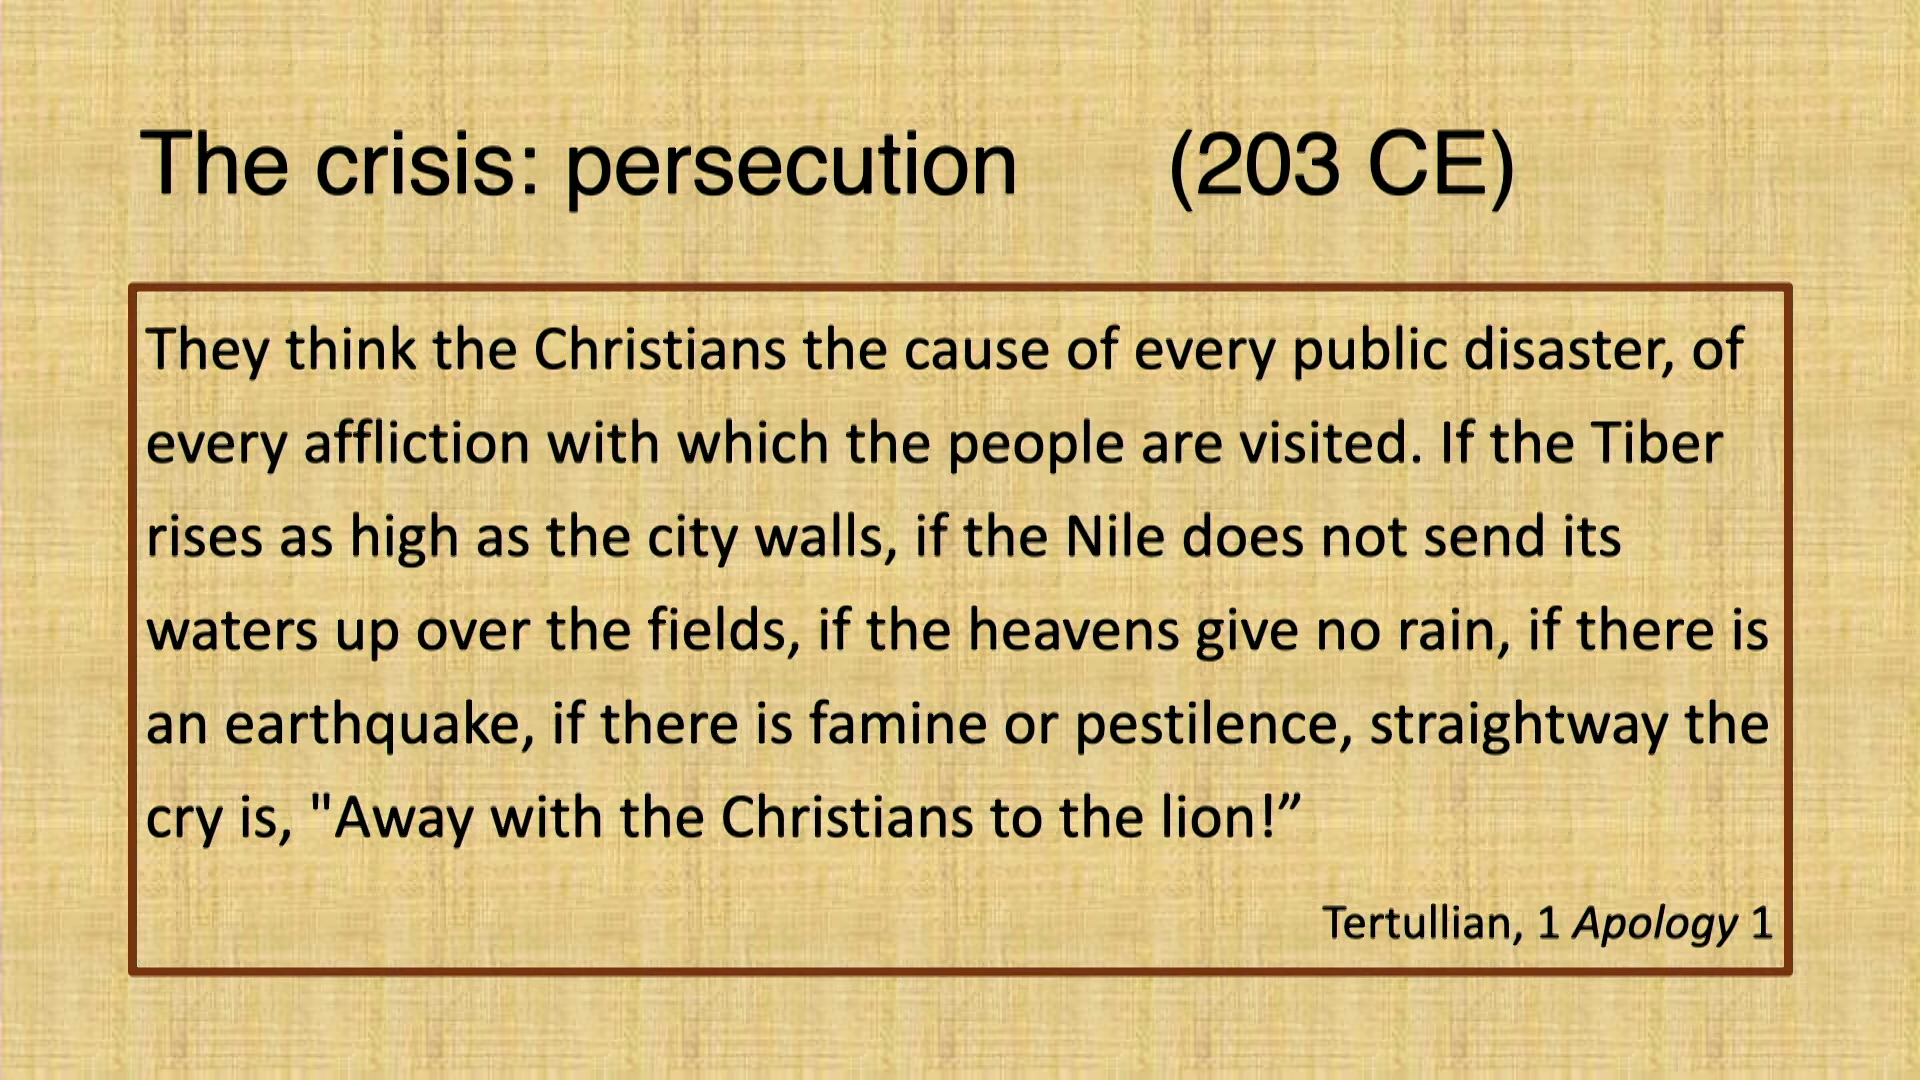 The crisis: persecution (203 CE)
They think the Christians the cause of every public disaster, of
every affliction with which the people are visited. If the Tiber
rises as high as the city walls, if the Nile does not send its
waters up over the fields, if the heavens give no rain, if there is
an earthquake, if there is famine or pestilence, straightway the
cry is, "Away with the Christians to the lion!”
Tertullian, 1 Apology 1